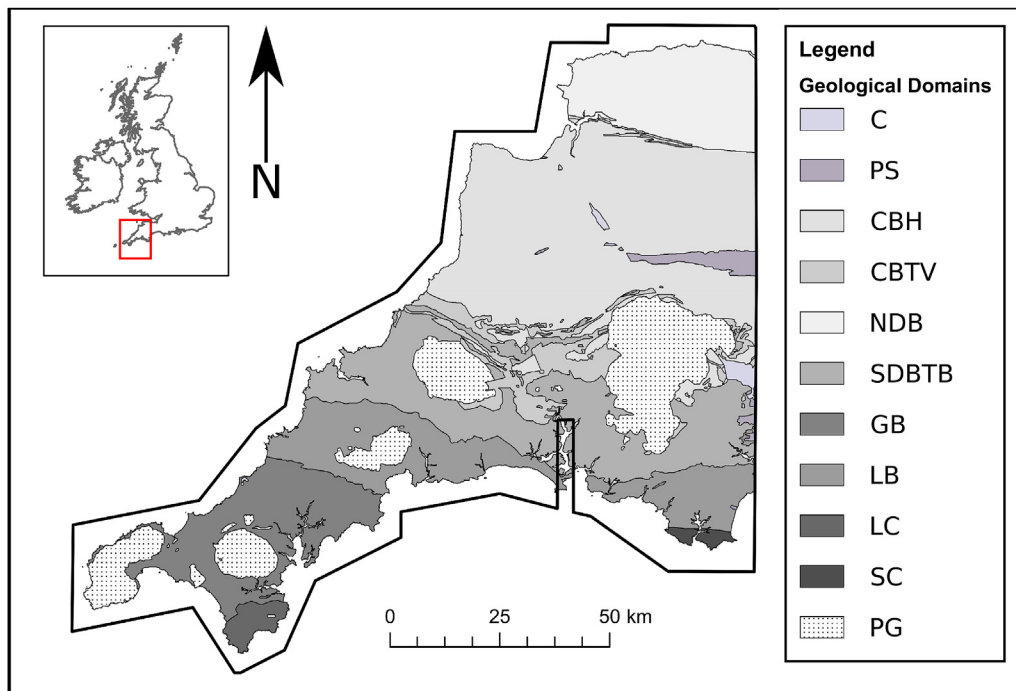 N
0 25 50 km
Legend
Geological Domains
C
PS
CBH
CBTV
NDB
SDBTB
GB
LB
LC
SC
PG